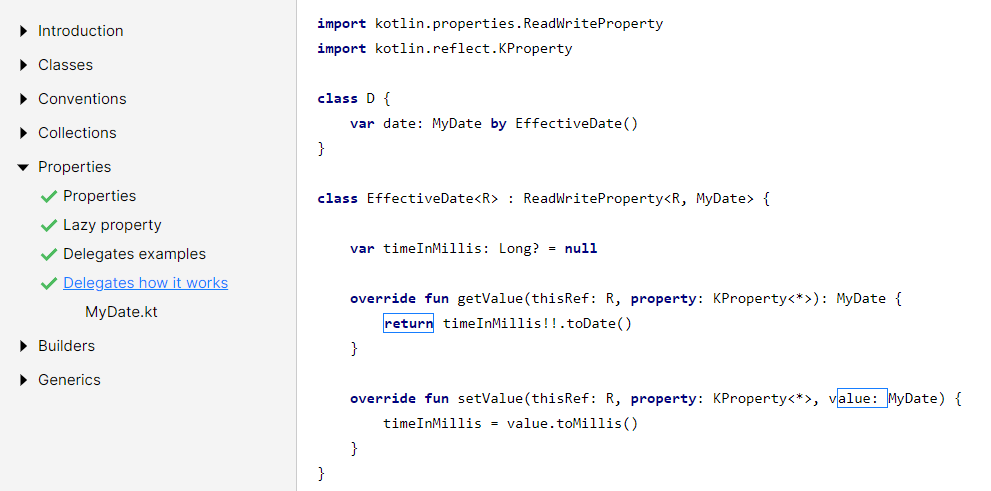 Introduction
Classes
Conventions
Collections
Properties
Properties
Lazy property
Delegates examples
Delegates how it works
MyDate.kt
Builders
Generics
import kotlin.properties.ReadWriteProperty
import kotlin.reflect.KProperty
class D {
var date: MyDate by EffectiveDate()
}
class EffectiveDate<R> : ReadWriteProperty<R, MyDate> {
var timeInMillis: Long? = null
override fun getValue(thisRef: R, property: KProperty<*>): MyDate {
return timeInMillis!!.toDate()
}
override fun setValue(thisRef: R, property: KProperty<*>, value: MyDate) {
timeInMillis = value.toMillis()
}
}